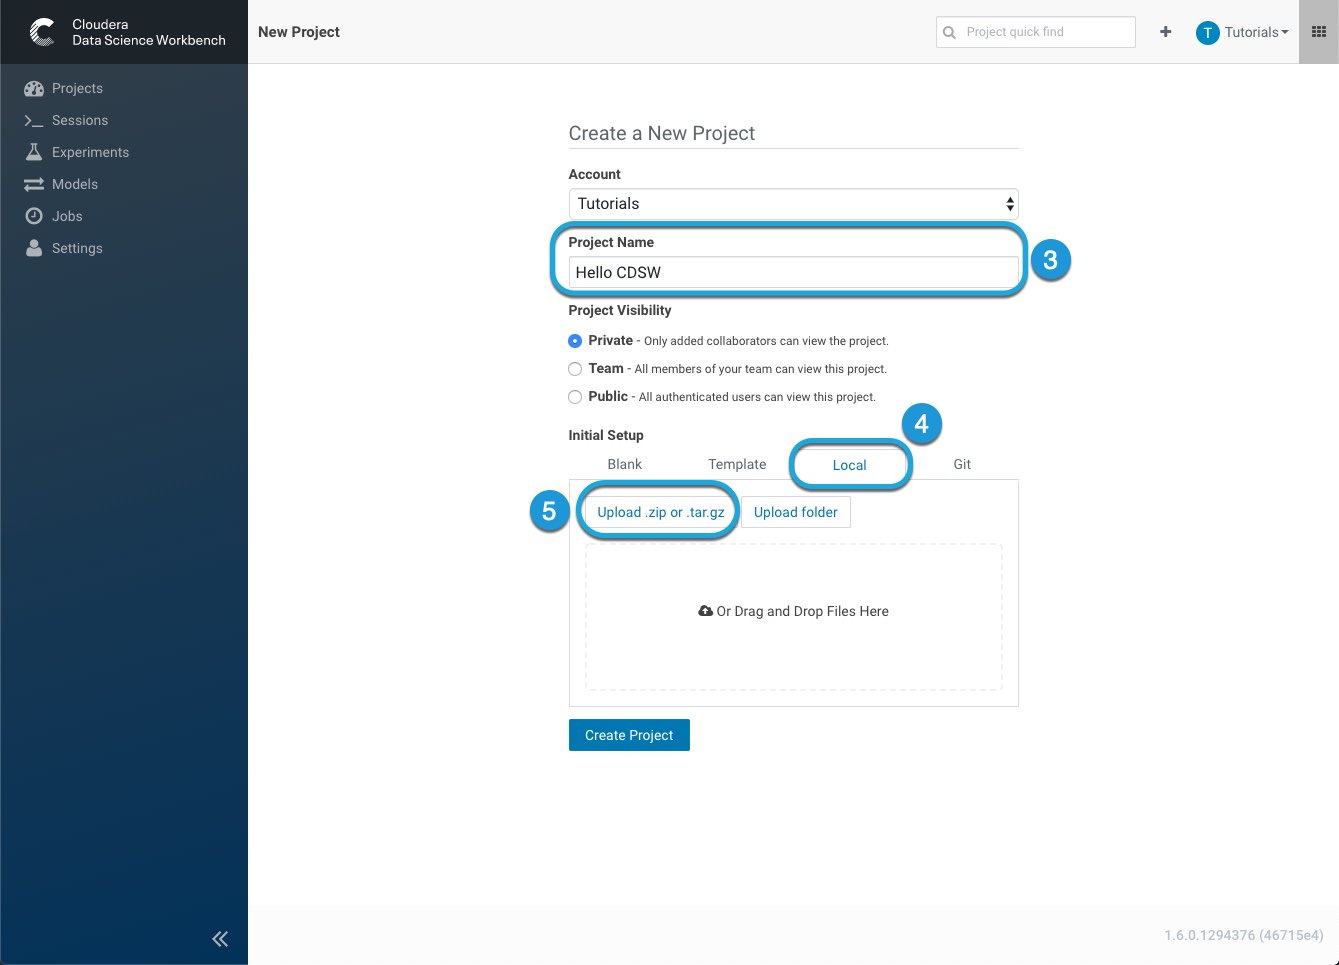 Cloudera
Data Science Workbench
New Project
Project quick find
T
Tutorials
Projects
Sessions
Experiments
Models
Jobs
Settings
Create a New Project
Account
Tutorials
Project Name
Hello CDSW
3
Project Visibility
Private - Only added collaborators can view the project.
Team - All members of your team can view this project.
Public - All authenticated users can view this project.
4
Initial Setup
Blank Template Local Git
5
Upload .zip or .tar.gz Upload folder
Or Drag and Drop Files Here
Create Project
1.6.0.1294376 (46715e4)